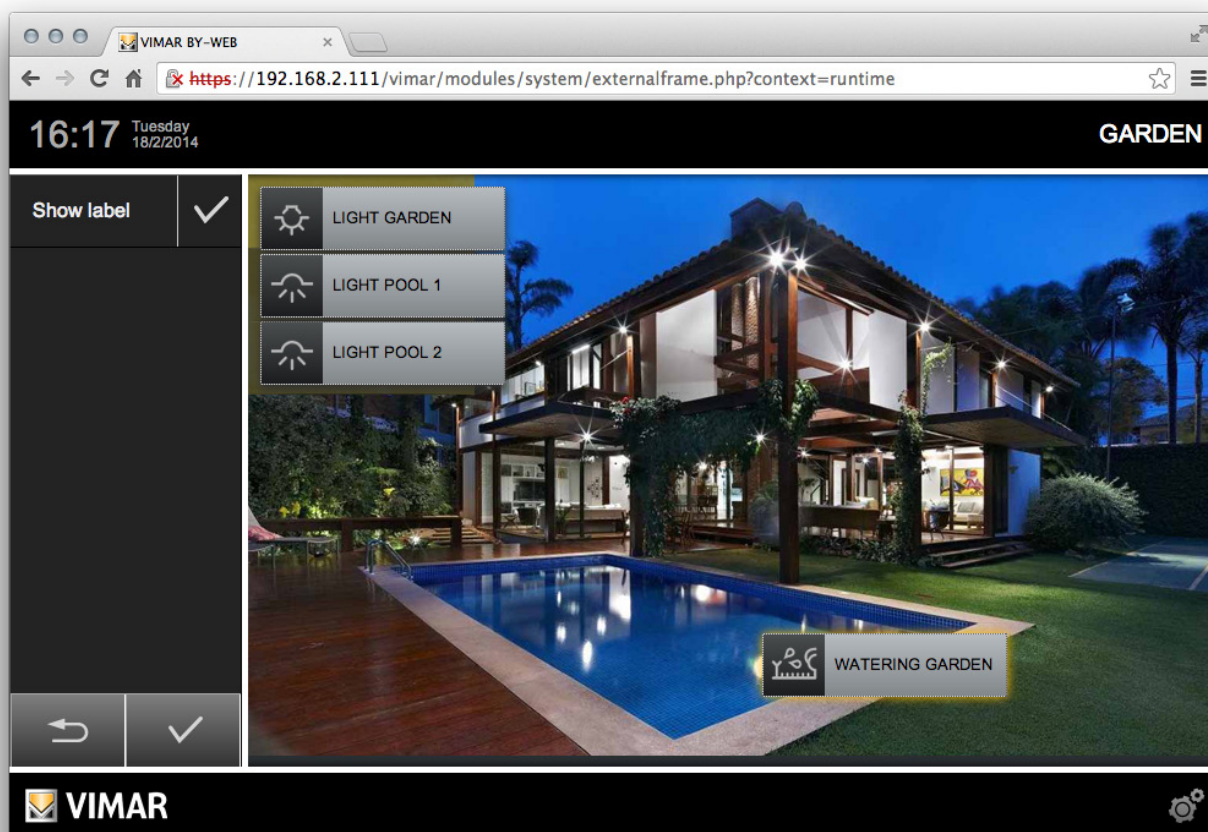 VIMAR BY-WEB
https://192.168.2.111/vimar/modules/system/externalframe.php?context=runtime
16:17 Tuesday
18/2/2014
GARDEN
Show label
LIGHT GARDEN
LIGHT POOL 1
LIGHT POOL 2
WATERING GARDEN
VIMAR